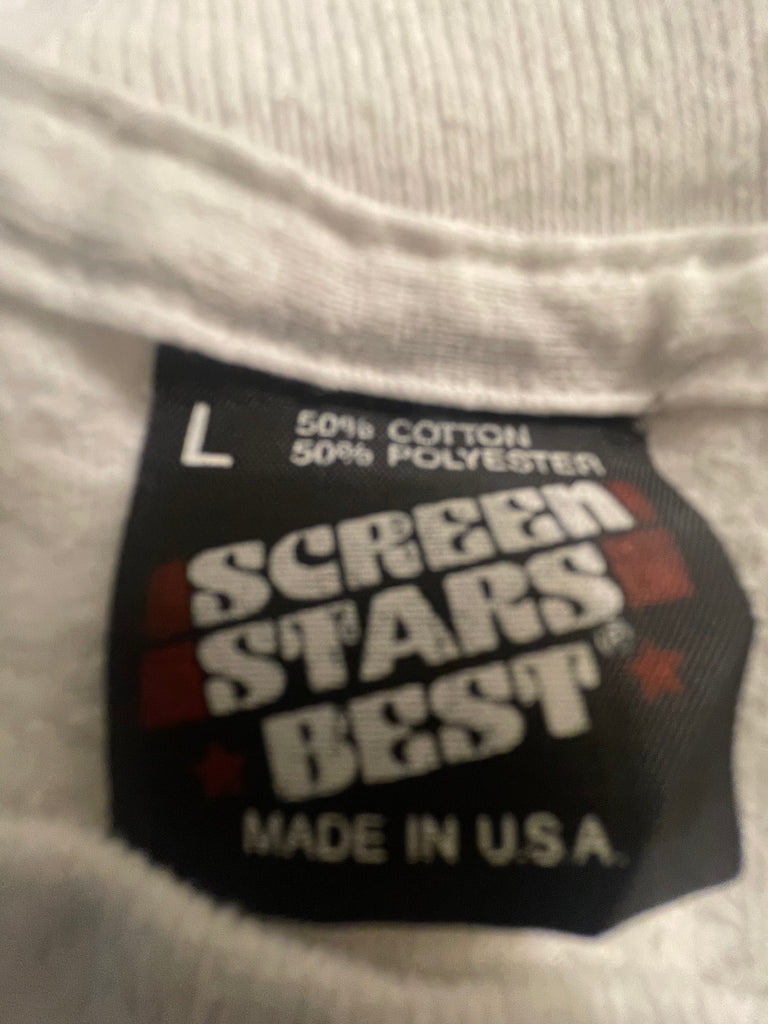 L
50% COTTON
50% POLYESTER
SCREEN
STARS
BEST®
MADE IN U.S.A.